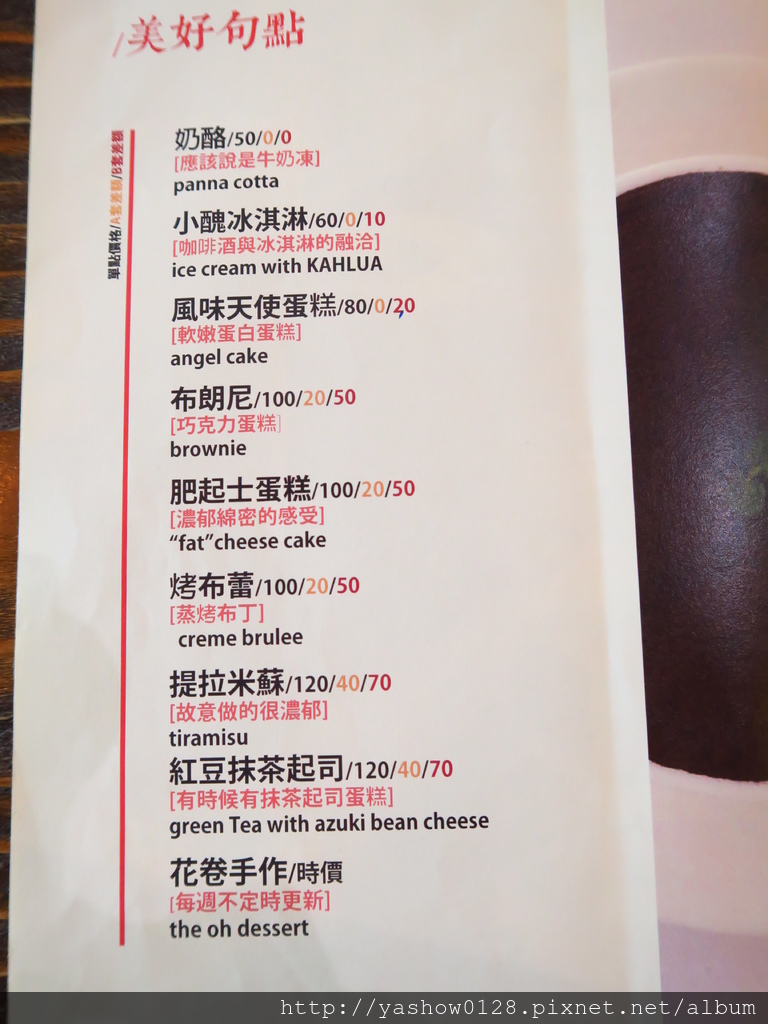 /美好句點
單點價格/A套差額/B套差額
奶酪/50/0/0
[應該說是牛奶凍]
panna cotta
小醜冰淇淋/60/0/10
[咖啡酒與冰淇淋的融洽]
ice cream with KAHLUA
風味天使蛋糕/80/0/20
[軟嫩蛋白蛋糕]
angel cake
布朗尼/100/20/50
[巧克力蛋糕]
brownie
肥起士蛋糕/100/20/50
[濃郁綿密的感受]
“fat”cheese cake
烤布蕾/100/20/50
[蒸烤布丁]
creme brulee
提拉米蘇/120/40/70
[故意做的很濃郁]
tiramisu
紅豆抹茶起司/120/40/70
[有時候有抹茶起司蛋糕]
green Tea with azuki bean cheese
花卷手作/時價
[每週不定時更新]
the oh dessert
http://yashow0128.pixnet.net/album